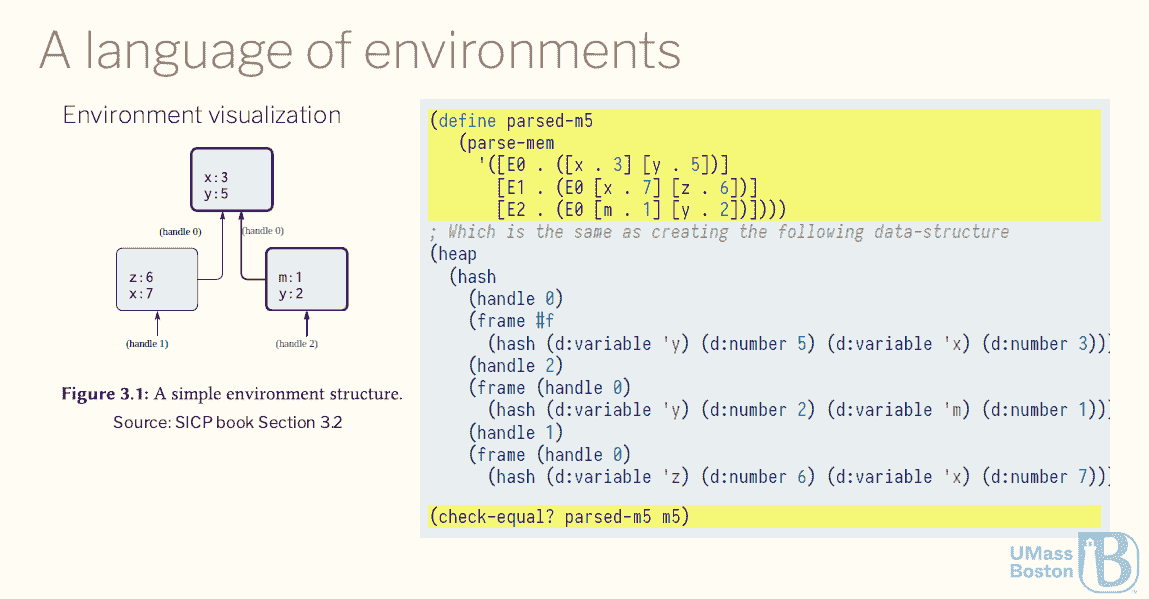 A language of environments
Environment visualization
x:3
y:5
(handle 0)
(handle 0)
z:6
x:7
m:1
y:2
(handle 1)
(handle 2)
Figure 3.1: A simple environment structure.
Source: SICP book Section 3.2
(define parsed-m5
(parse-mem
'([E0 . ([x . 3] [y . 5])]
[E1 . (E0 [x . 7] [z . 6])]
[E2 . (E0 [m . 1] [y . 2])])))
; Which is the same as creating the following data-structure
(heap
(hash
(handle 0)
(frame #f
(hash (d:variable 'y) (d:number 5) (d:variable 'x) (d:number 3)))
(handle 2)
(frame (handle 0)
(hash (d:variable 'y) (d:number 2) (d:variable 'm) (d:number 1)))
(handle 1)
(frame (handle 0)
(hash (d:variable 'z) (d:number 6) (d:variable 'x) (d:number 7)))
(check-equal? parsed-m5 m5)
UMass
Boston
B